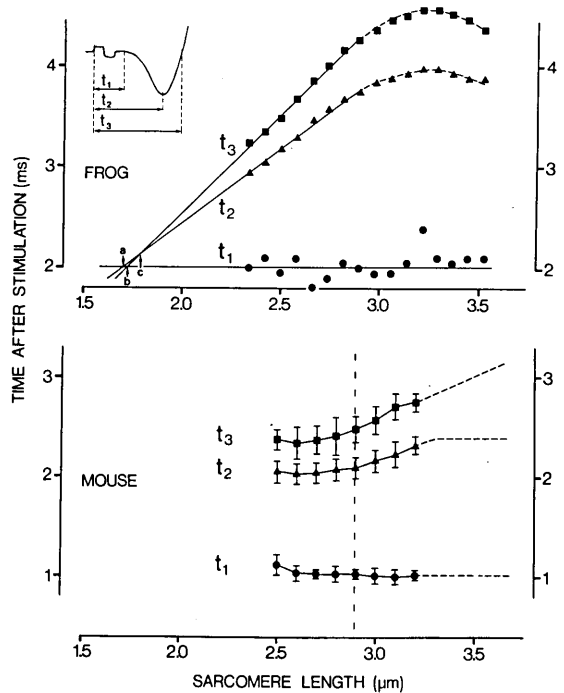 t1
t2
t3
FROG
4
3
2
4
3
2
t3
t2
t1
a
b
c
1.5
2.0
2.5
3.0
3.5
TIME AFTER STIMULATION (ms)
3
2
1
3
2
1
MOUSE
t3
t2
t1
1.5
2.0
2.5
3.0
3.5
SARCOMERE LENGTH (μm)